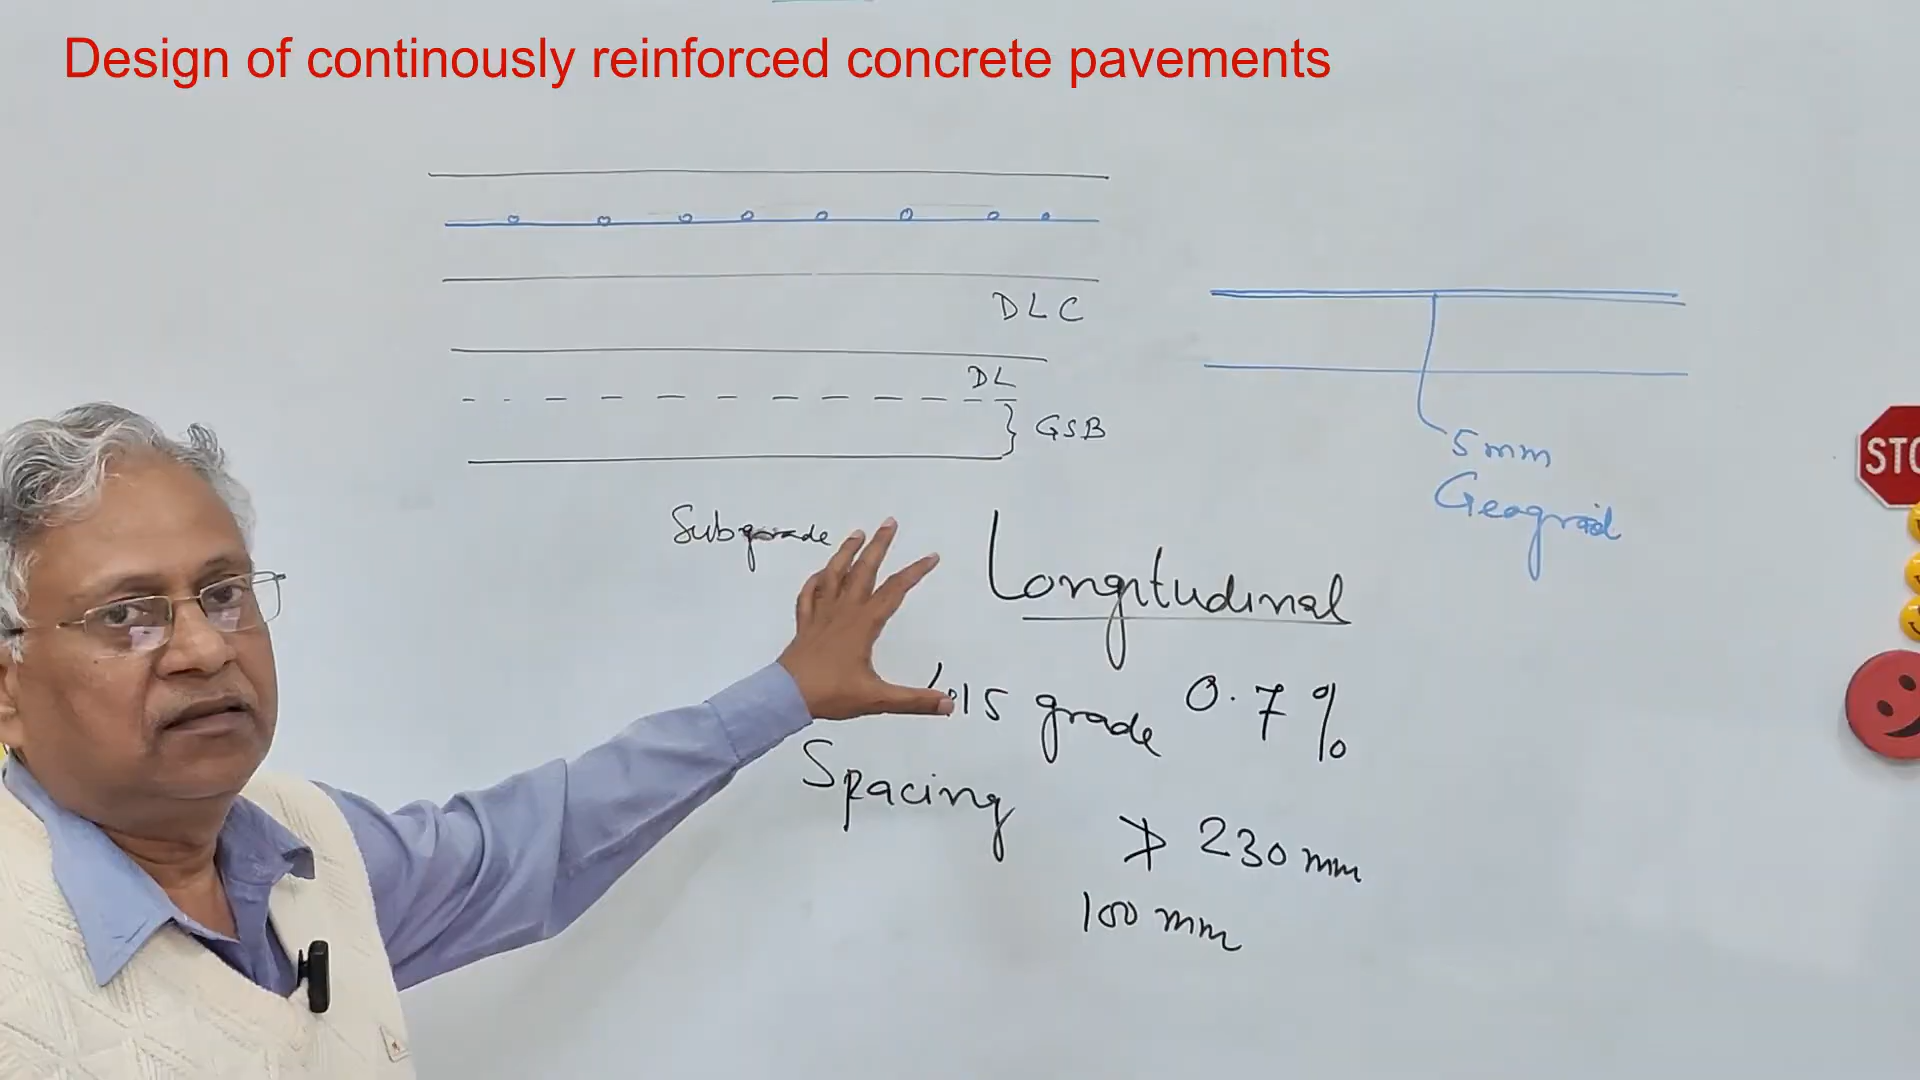 Design of continously reinforced concrete pavements
DLC
DL
GSB
5mm
Geogrid
Subgrade
Longitudinal
15 grade 0.7%
Spacing
≯ 230 mm
100 mm